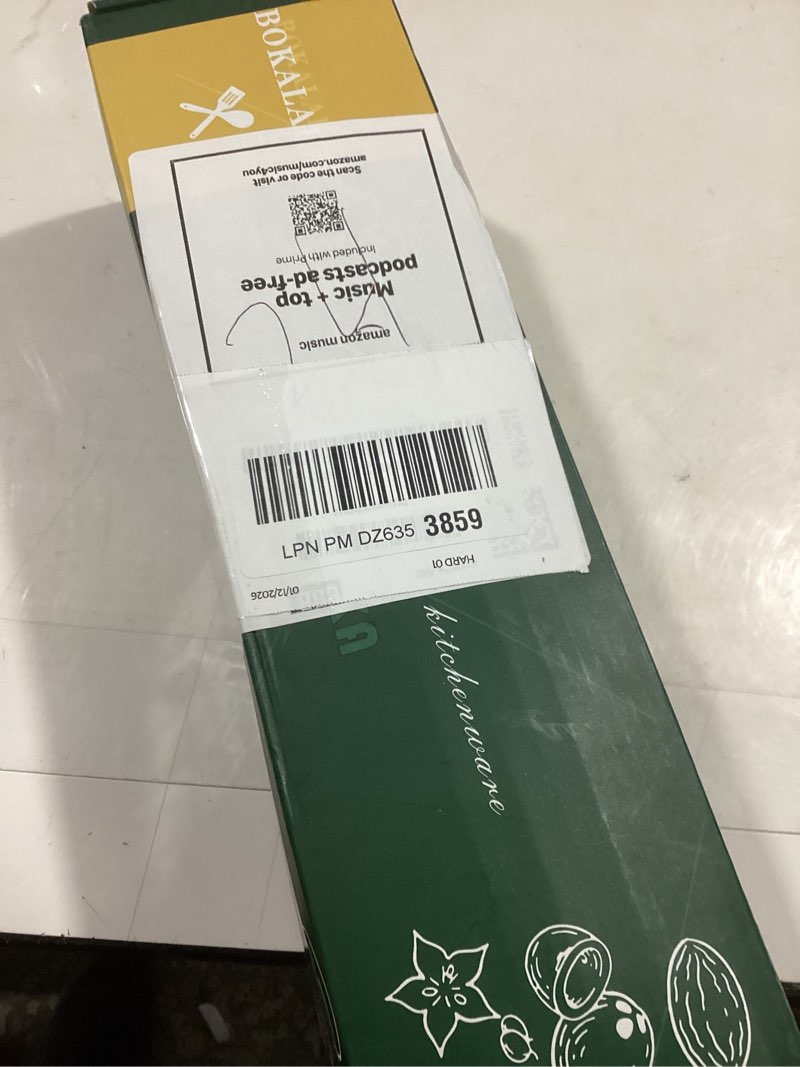 BOKALA
amazon music
Music + top
podcasts ad-free
Included with Prime
Scan the code or visit
amazon.com/music4you
LPN PM DZ635 3859
HARD 01
01/12/2026
kitchenware